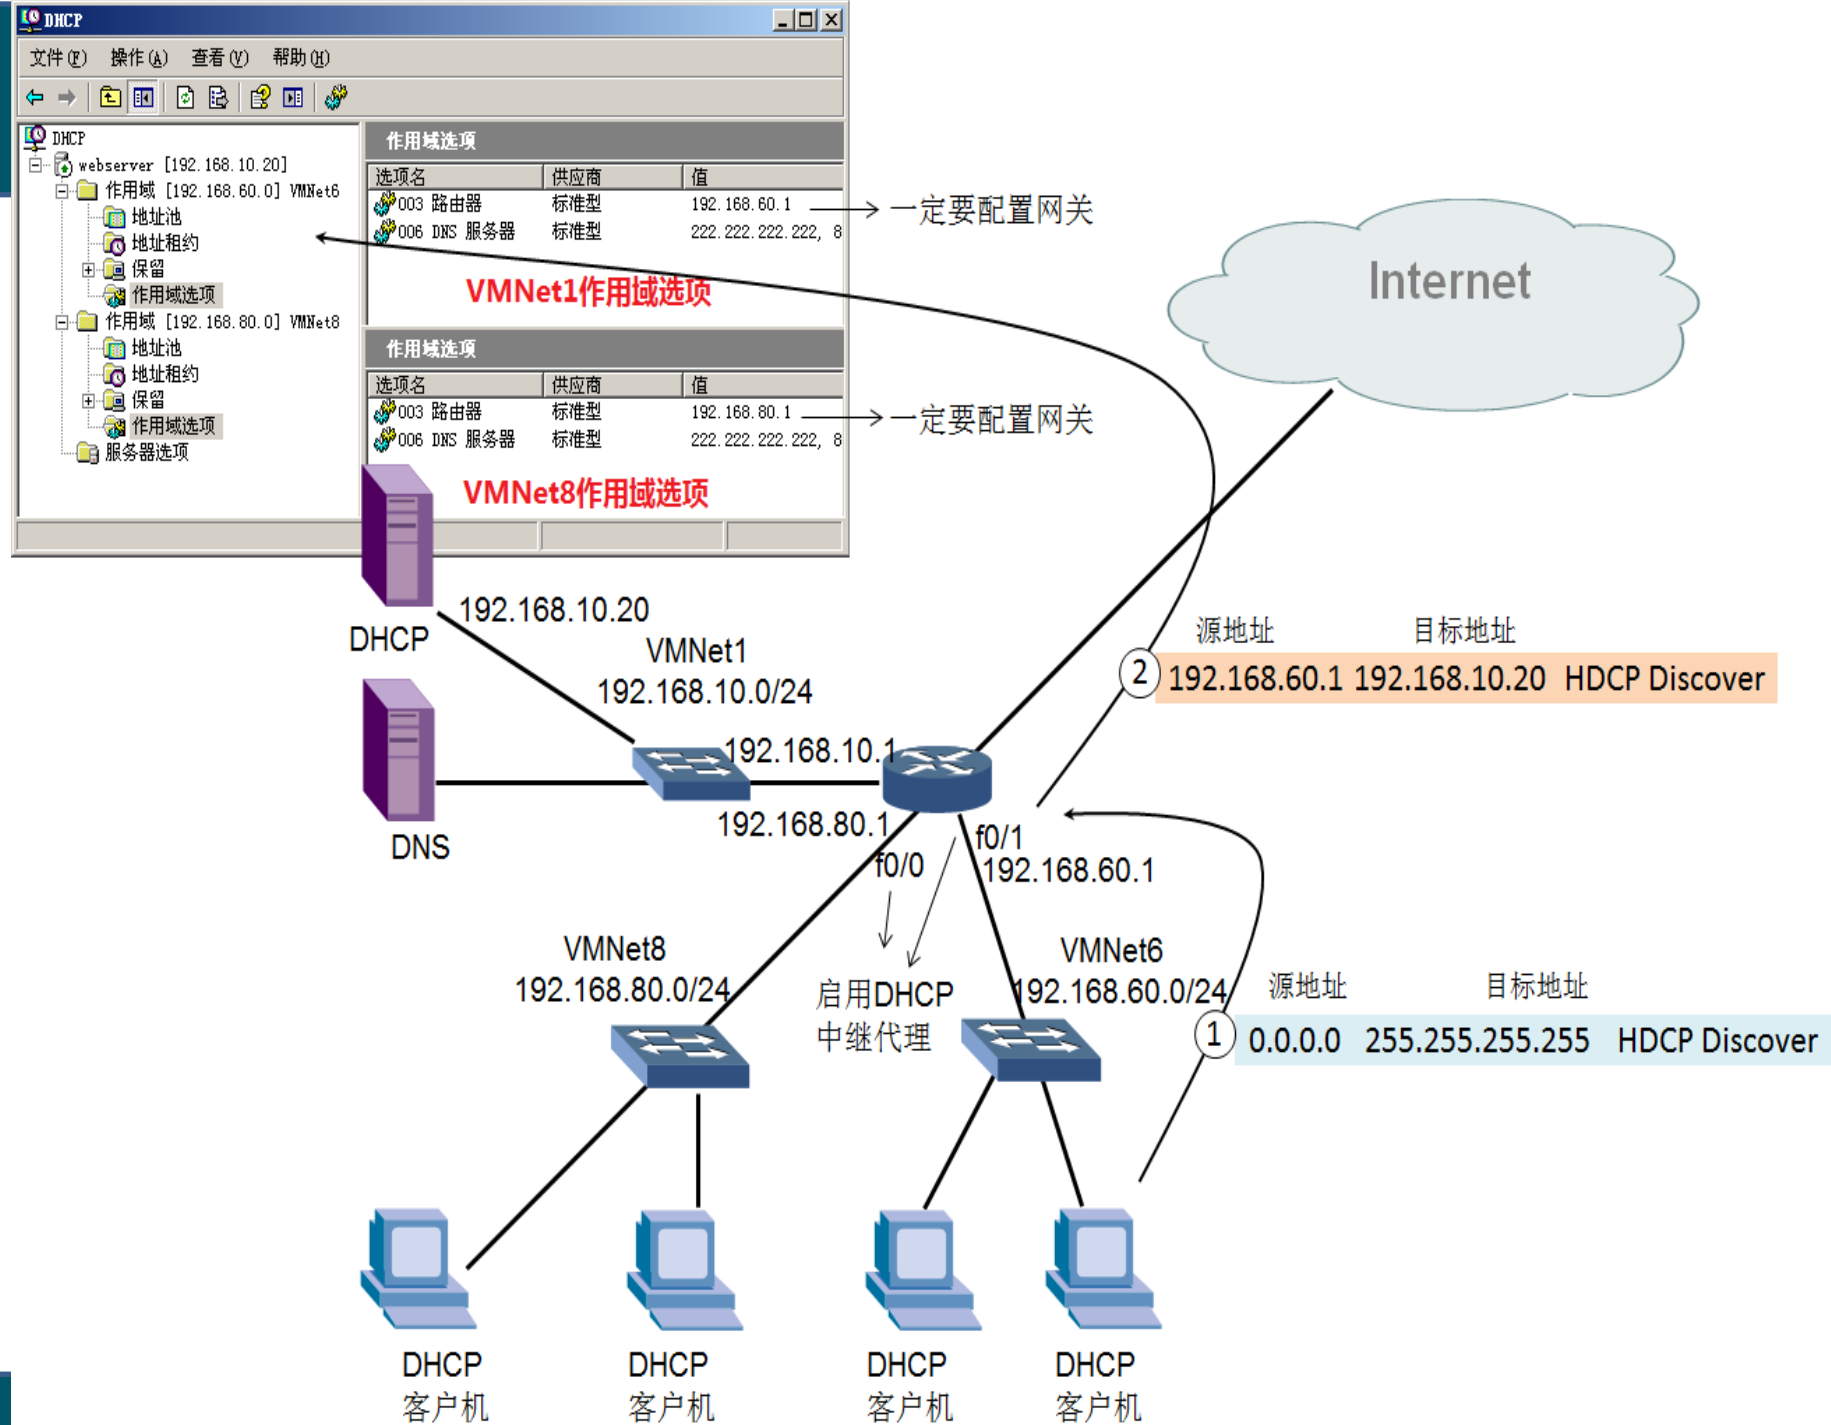 DHCP
文件(F) 操作(A) 查看(V) 帮助(H)
DHCP
webserver [192.168.10.20]
作用域 [192.168.60.0] VMNet6
地址池
地址租约
保留
作用域选项
作用域 [192.168.80.0] VMNet8
地址池
地址租约
保留
作用域选项
服务器选项
作用域选项
选项名 供应商 值
003 路由器 标准型 192.168.60.1
006 DNS 服务器 标准型 222.222.222.222, 8
VMNet1作用域选项
作用域选项
选项名 供应商 值
003 路由器 标准型 192.168.80.1
006 DNS 服务器 标准型 222.222.222.222, 8
VMNet8作用域选项
一定要配置网关
一定要配置网关
Internet
192.168.10.20
DHCP
VMNet1
192.168.10.0/24
源地址 目标地址
2 192.168.60.1 192.168.10.20 HDCP Discover
192.168.10.1
192.168.80.1
DNS
f0/0
f0/1
192.168.60.1
VMNet8
192.168.80.0/24
启用DHCP
中继代理
VMNet6
192.168.60.0/24
源地址 目标地址
1 0.0.0.0 255.255.255.255 HDCP Discover
DHCP
客户机
DHCP
客户机
DHCP
客户机
DHCP
客户机